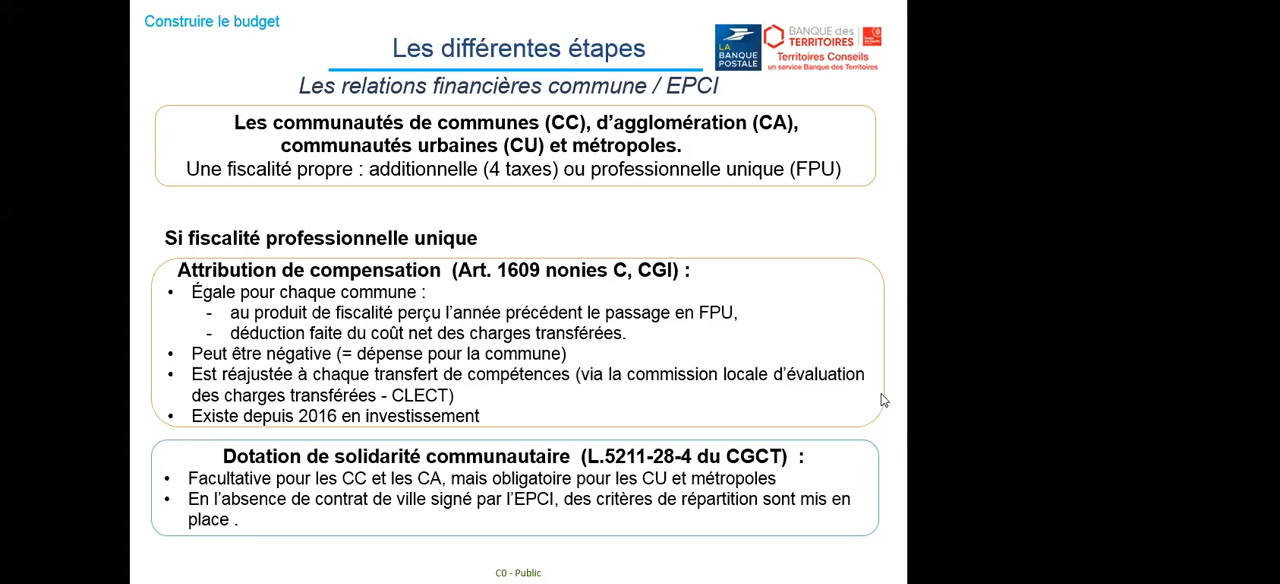 Construire le budget
Les différentes étapes
LA
BANQUE
POSTALE
BANQUE des
TERRITOIRES
Territoires Conseils
un service Banque des Territoires
Les relations financières commune / EPCI
Les communautés de communes (CC), d’agglomération (CA),
communautés urbaines (CU) et métropoles.
Une fiscalité propre : additionnelle (4 taxes) ou professionnelle unique (FPU)
Si fiscalité professionnelle unique
Attribution de compensation (Art. 1609 nonies C, CGI) :
• Égale pour chaque commune :
- au produit de fiscalité perçu l’année précédent le passage en FPU,
- déduction faite du coût net des charges transférées.
• Peut être négative (= dépense pour la commune)
• Est réajustée à chaque transfert de compétences (via la commission locale d’évaluation
des charges transférées - CLECT)
• Existe depuis 2016 en investissement
Dotation de solidarité communautaire (L.5211-28-4 du CGCT) :
• Facultative pour les CC et les CA, mais obligatoire pour les CU et métropoles
• En l’absence de contrat de ville signé par l’EPCI, des critères de répartition sont mis en
place .
C0 - Public